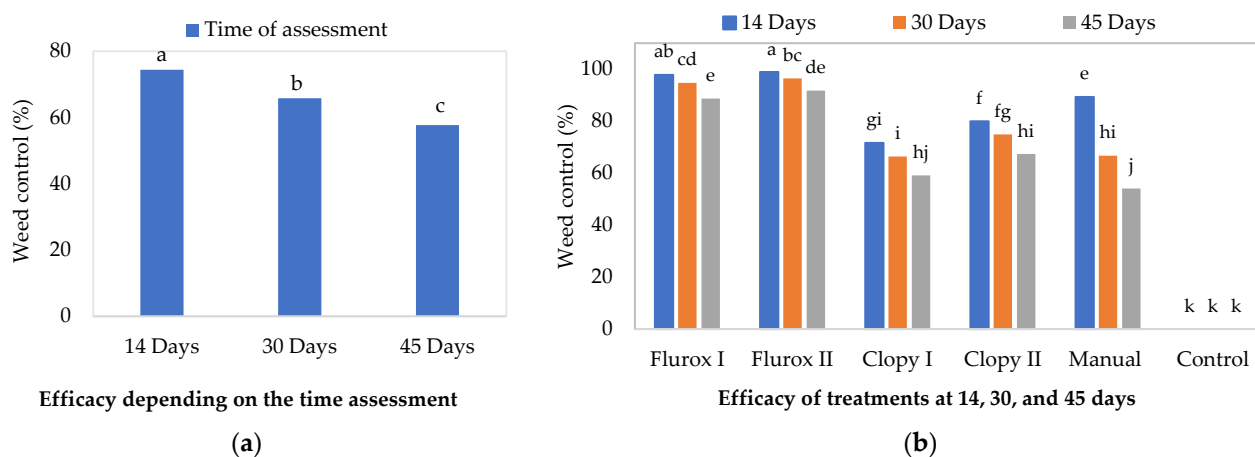 Time of assessment
80
60
40
20
0
Weed control (%)
a
b
c
14 Days
30 Days
45 Days
Efficacy depending on the time assessment
(a)
14 Days
30 Days
45 Days
100
80
60
40
20
0
Weed control (%)
ab
cd
e
a
bc
de
gi
i
hj
f
fg
hi
e
hi
j
k
k
k
Flurox I
Flurox II
Clopy I
Clopy II
Manual
Control
Efficacy of treatments at 14, 30, and 45 days
(b)